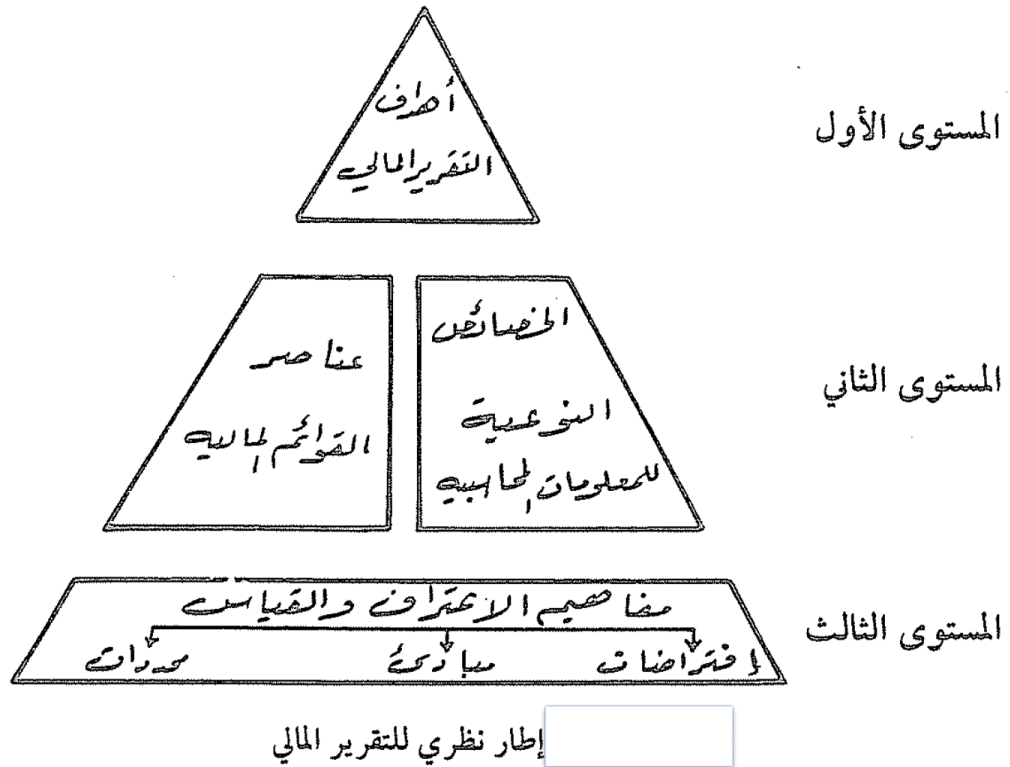 أهداف
التقرير المالي
المستوى الأول
الخصائص
النوعية
للمعلومات المحاسبية
عناصر
القوائم المالية
المستوى الثاني
مفاهيم الاعتراف والقياس
إفتراضات مبادئ محددات
المستوى الثالث
إطار نظري للتقرير المالي